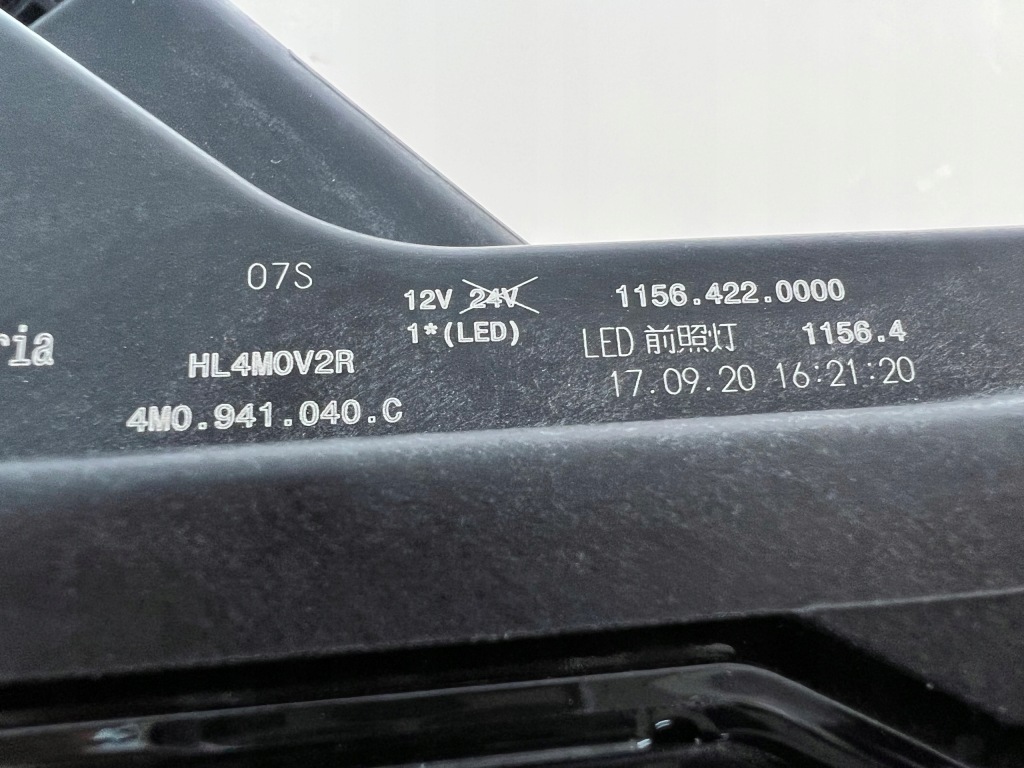 07S
12V 24V
1*(LED)
1156.422.0000
LED 前照灯 1156.4
17.09.20 16:21:20
HL4M0V2R
4M0.941.040.C